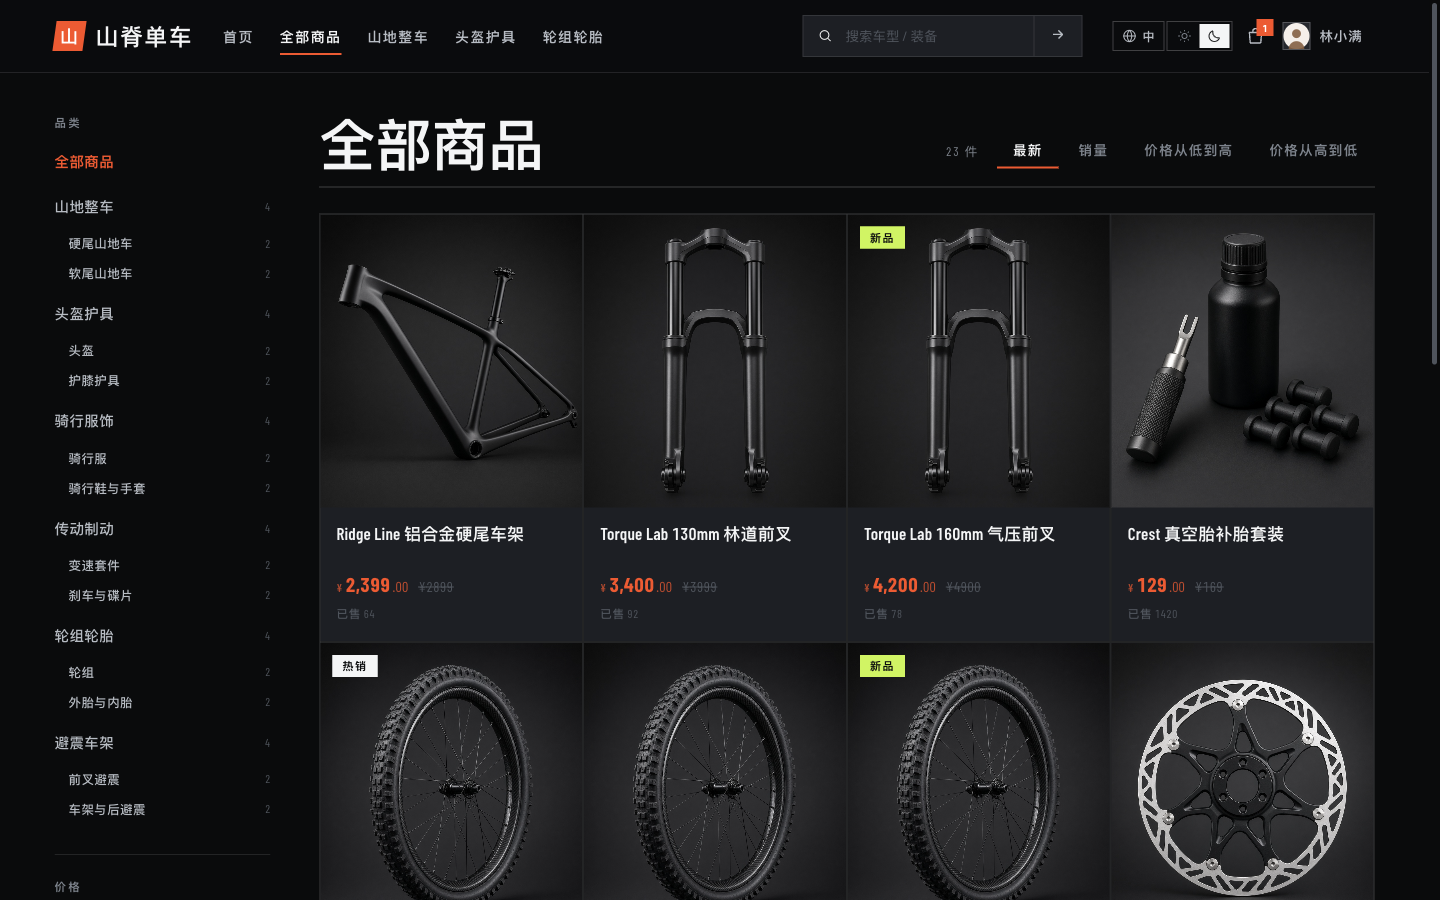 山 山脊单车 首页 全部商品 山地整车 头盔护具 轮组轮胎 搜索车型 / 装备 中 1 林小满
品类
全部商品
山地整车 4
硬尾山地车 2
软尾山地车 2
头盔护具 4
头盔 2
护膝护具 2
骑行服饰 4
骑行服 2
骑行鞋与手套 2
传动制动 4
变速套件 2
刹车与碟片 2
轮组轮胎 4
轮组 2
外胎与内胎 2
避震车架 4
前叉避震 2
车架与后避震 2
价格
全部商品
23 件 最新 销量 价格从低到高 价格从高到低
Ridge Line 铝合金硬尾车架
¥ 2,399.00 ¥2899
已售 64
Torque Lab 130mm 林道前叉
¥ 3,400.00 ¥3999
已售 92
新品
Torque Lab 160mm 气压前叉
¥ 4,200.00 ¥4900
已售 78
Crest 真空胎补胎套装
¥ 129.00 ¥169
已售 1420
热销
新品